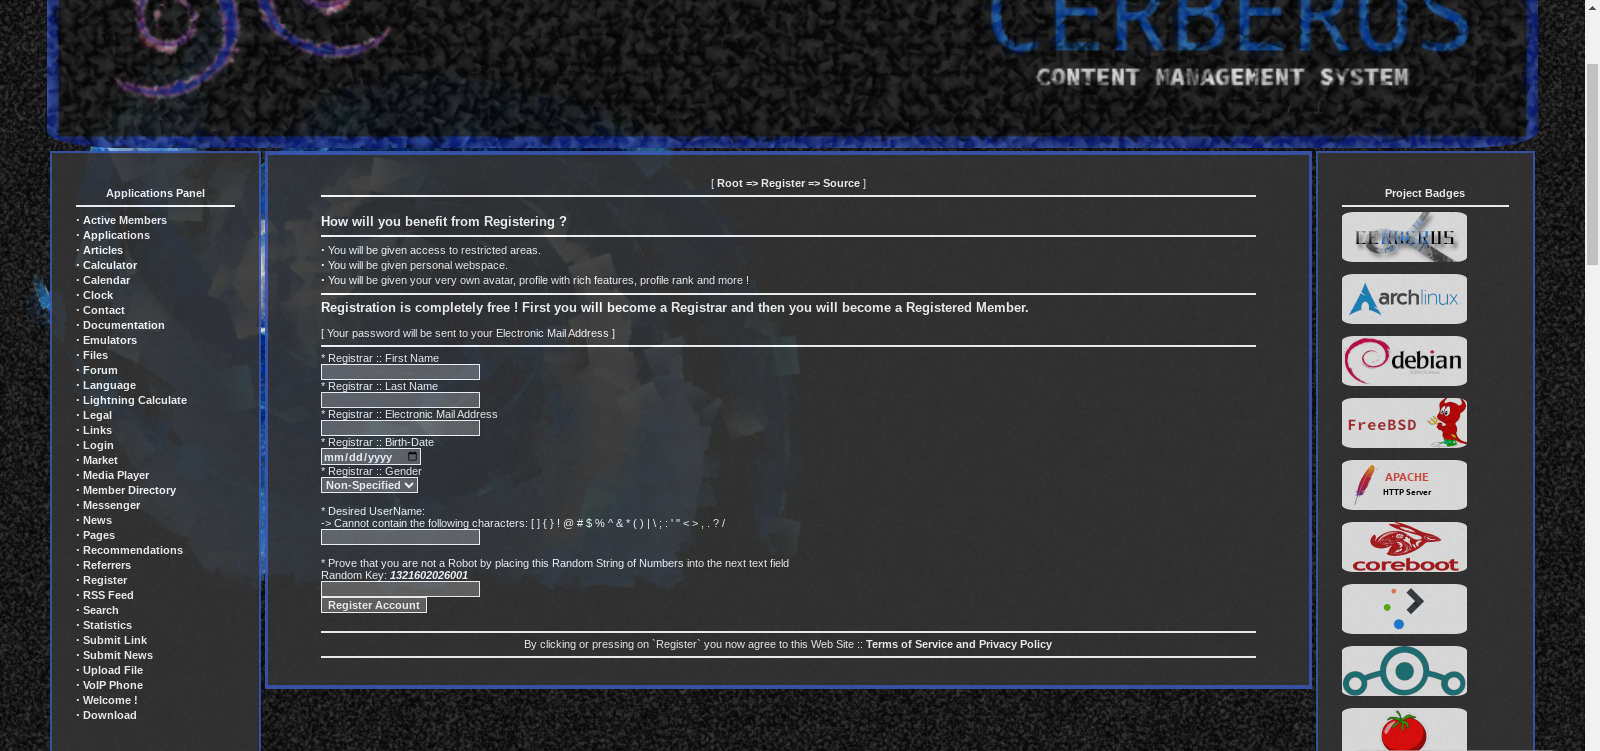 CERBERUS
CONTENT MANAGEMENT SYSTEM
Applications Panel
· Active Members
· Applications
· Articles
· Calculator
· Calendar
· Clock
· Contact
· Documentation
· Emulators
· Files
· Forum
· Language
· Lightning Calculate
· Legal
· Links
· Login
· Market
· Media Player
· Member Directory
· Messenger
· News
· Pages
· Recommendations
· Referrers
· Register
· RSS Feed
· Search
· Statistics
· Submit Link
· Submit News
· Upload File
· VoIP Phone
· Welcome !
· Download
[ Root => Register => Source ]
How will you benefit from Registering ?
· You will be given access to restricted areas.
· You will be given personal webspace.
· You will be given your very own avatar, profile with rich features, profile rank and more !
Registration is completely free ! First you will become a Registrar and then you will become a Registered Member.
[ Your password will be sent to your Electronic Mail Address ]
* Registrar :: First Name
* Registrar :: Last Name
* Registrar :: Electronic Mail Address
* Registrar :: Birth-Date
mm/dd/yyyy
* Registrar :: Gender
Non-Specified
* Desired UserName:
-> Cannot contain the following characters: [ ] { } ! @ # $ % ^ & * ( ) | \ ; : ' " < > , . ? /
* Prove that you are not a Robot by placing this Random String of Numbers into the next text field
Random Key: 1321602026001
Register Account
By clicking or pressing on `Register` you now agree to this Web Site :: Terms of Service and Privacy Policy
Project Badges
CERBERUS
archlinux
debian
FreeBSD
APACHE
HTTP Server
coreboot